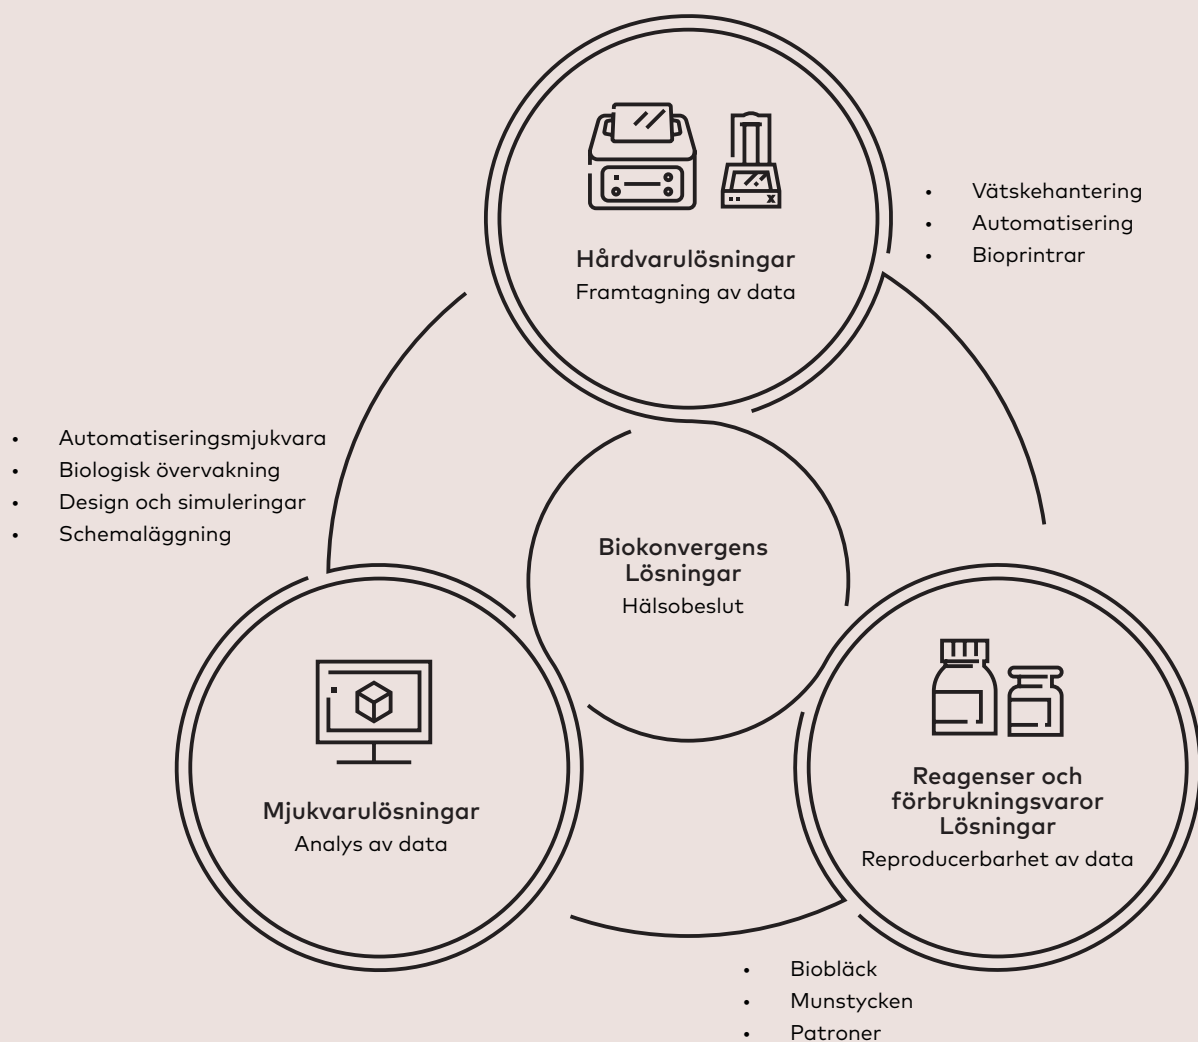 Hårdvarulösningar
Framtagning av data
• Vätskehantering
• Automatisering
• Bioprintrar
• Automatiseringsmjukvara
• Biologisk övervakning
• Design och simuleringar
• Schemaläggning
Biokonvergens
Lösningar
Hälsobeslut
Mjukvarulösningar
Analys av data
Reagenser och
förbrukningsvaror
Lösningar
Reproducerbarhet av data
• Biobläck
• Munstycken
• Patroner